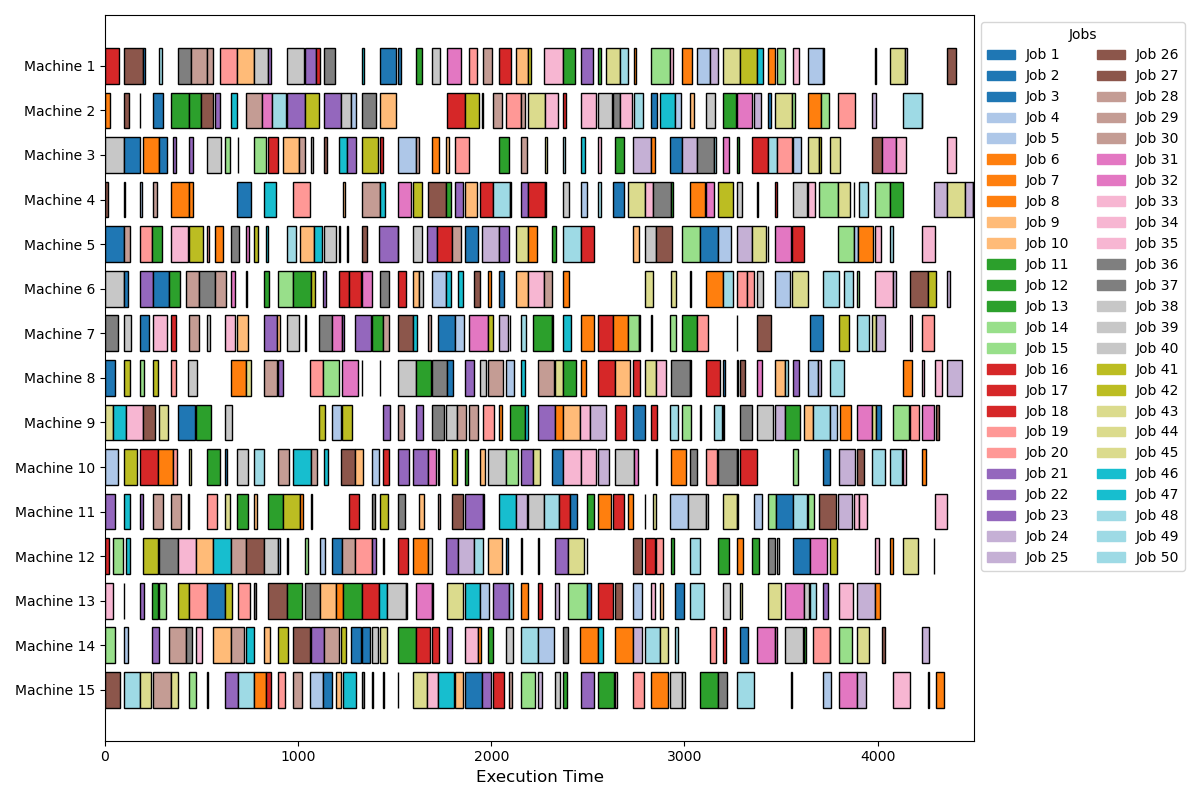 Machine 1
Machine 2
Machine 3
Machine 4
Machine 5
Machine 6
Machine 7
Machine 8
Machine 9
Machine 10
Machine 11
Machine 12
Machine 13
Machine 14
Machine 15
0 1000 2000 3000 4000
Execution Time
Jobs
Job 1 Job 26
Job 2 Job 27
Job 3 Job 28
Job 4 Job 29
Job 5 Job 30
Job 6 Job 31
Job 7 Job 32
Job 8 Job 33
Job 9 Job 34
Job 10 Job 35
Job 11 Job 36
Job 12 Job 37
Job 13 Job 38
Job 14 Job 39
Job 15 Job 40
Job 16 Job 41
Job 17 Job 42
Job 18 Job 43
Job 19 Job 44
Job 20 Job 45
Job 21 Job 46
Job 22 Job 47
Job 23 Job 48
Job 24 Job 49
Job 25 Job 50